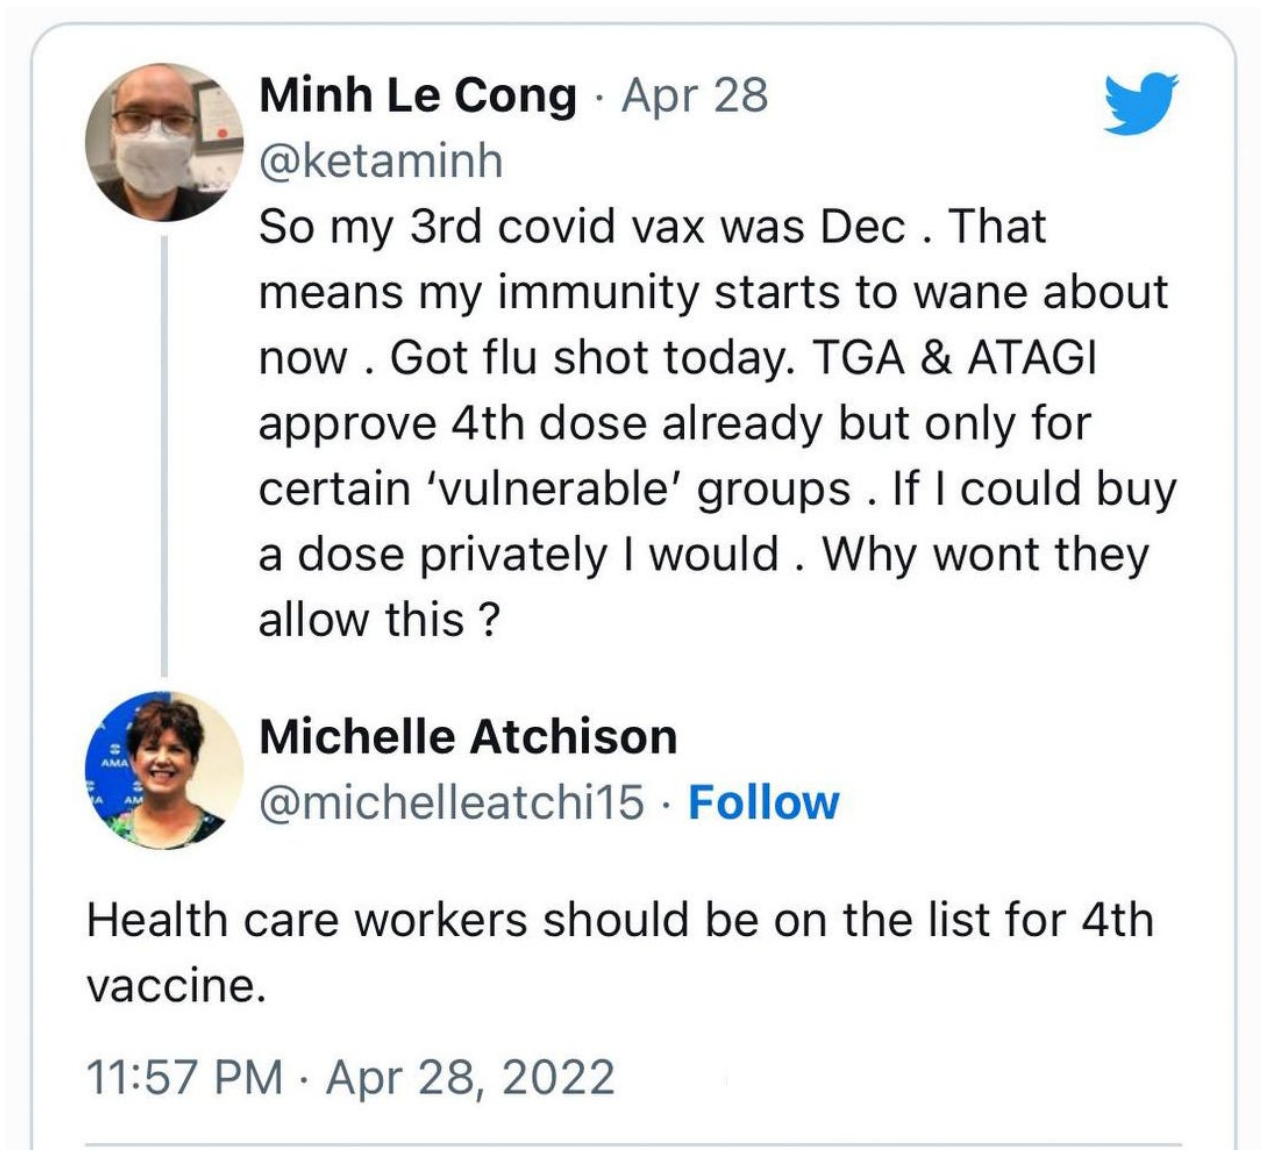 Minh Le Cong · Apr 28
@ketaminh
So my 3rd covid vax was Dec . That
means my immunity starts to wane about
now . Got flu shot today. TGA & ATAGI
approve 4th dose already but only for
certain ‘vulnerable’ groups . If I could buy
a dose privately I would . Why wont they
allow this ?
AMA
AM
Michelle Atchison
@michelleatchi15 · Follow
Health care workers should be on the list for 4th
vaccine.
11:57 PM · Apr 28, 2022